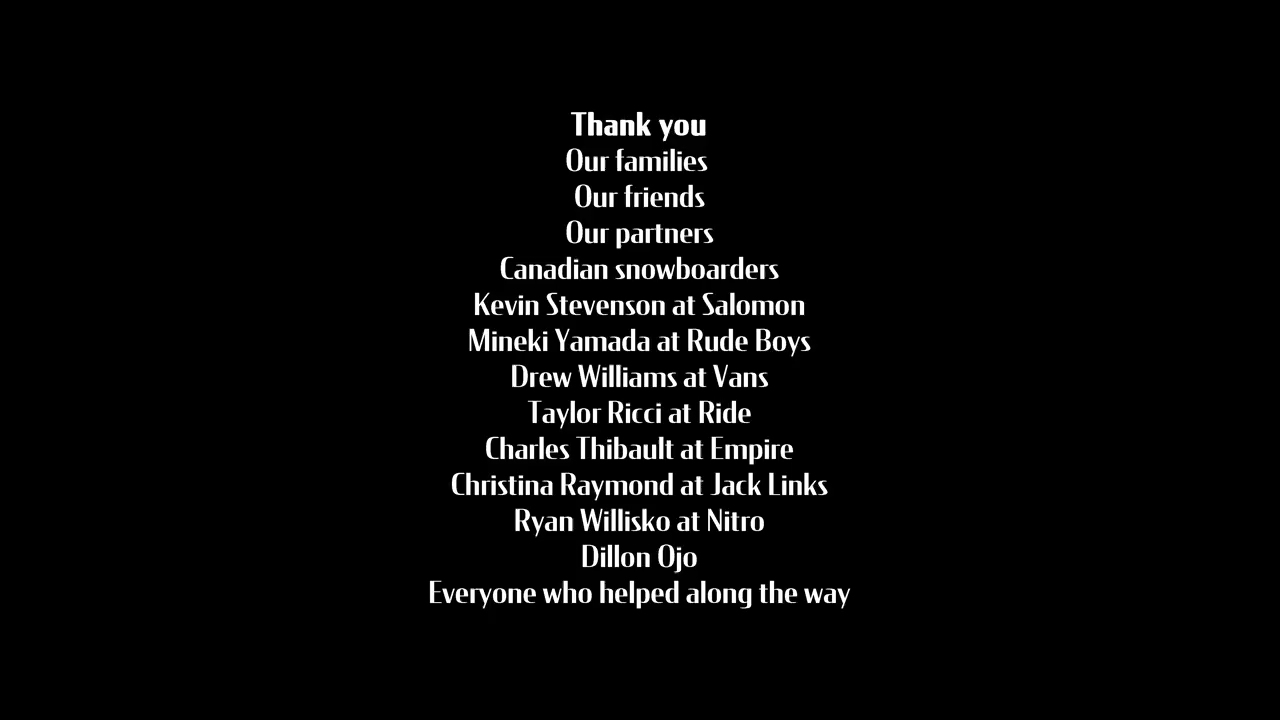 Thank you
Our families
Our friends
Our partners
Canadian snowboarders
Kevin Stevenson at Salomon
Mineki Yamada at Rude Boys
Drew Williams at Vans
Taylor Ricci at Ride
Charles Thibault at Empire
Christina Raymond at Jack Links
Ryan Willisko at Nitro
Dillon Ojo
Everyone who helped along the way